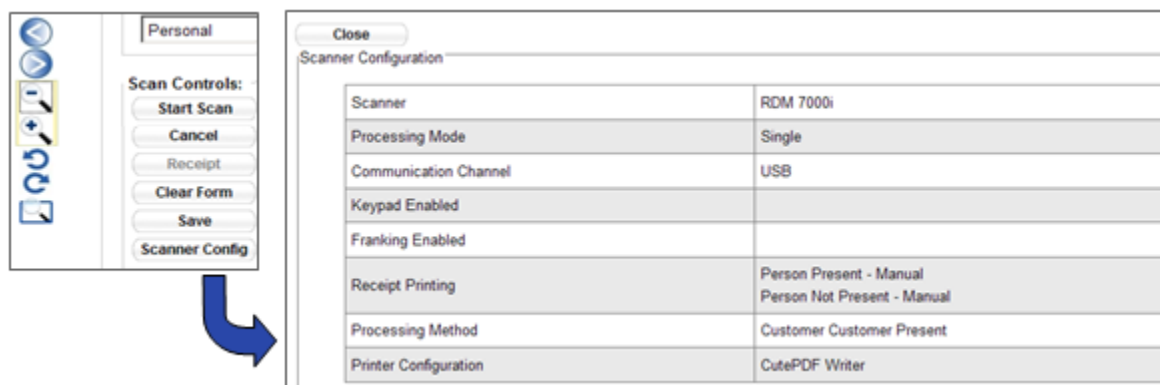 Personal
Scan Controls:
Start Scan
Cancel
Receipt
Clear Form
Save
Scanner Config
Close
Scanner Configuration
Scanner RDM 7000i
Processing Mode Single
Communication Channel USB
Keypad Enabled
Franking Enabled
Receipt Printing Person Present - Manual
Person Not Present - Manual
Processing Method Customer Customer Present
Printer Configuration CutePDF Writer